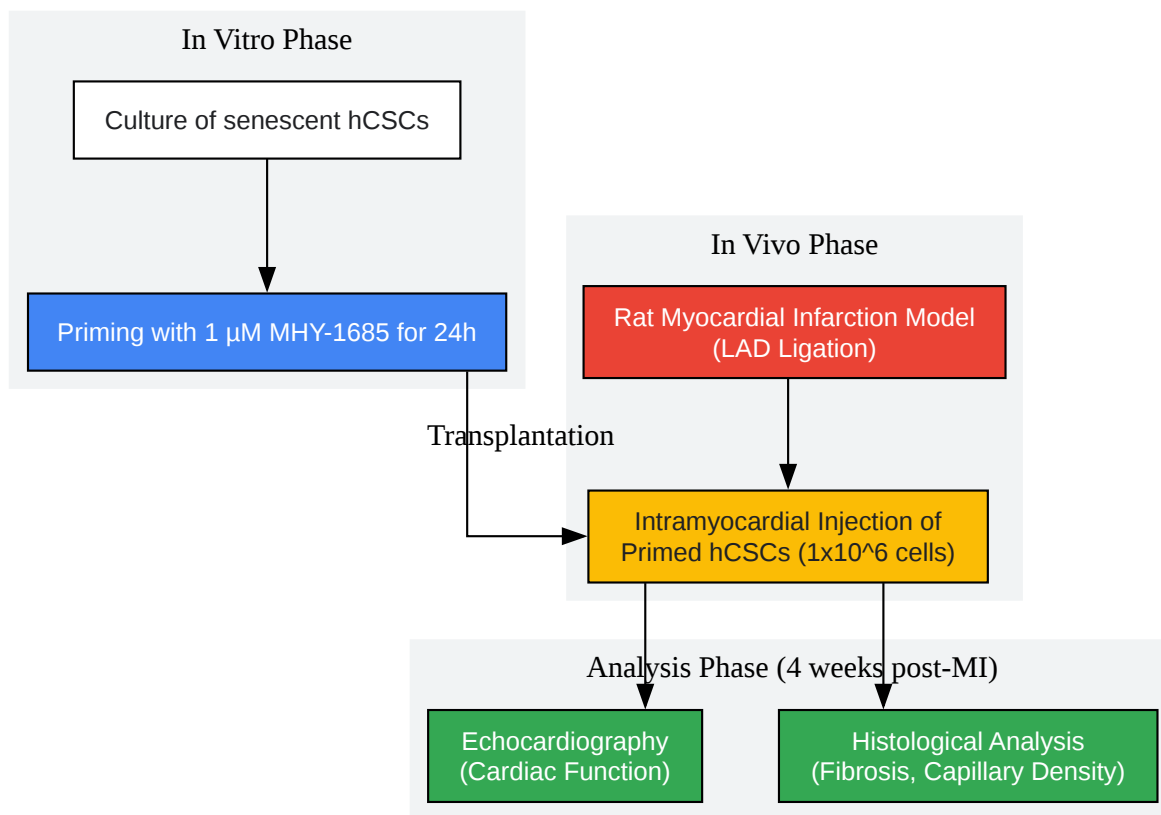 In Vitro Phase
Culture of senescent hCSCs
Priming with 1 µM MHY-1685 for 24h
Transplantation
In Vivo Phase
Rat Myocardial Infarction Model
(LAD Ligation)
Intramyocardial Injection of
Primed hCSCs (1x10^6 cells)
Analysis Phase (4 weeks post-MI)
Echocardiography
(Cardiac Function)
Histological Analysis
(Fibrosis, Capillary Density)